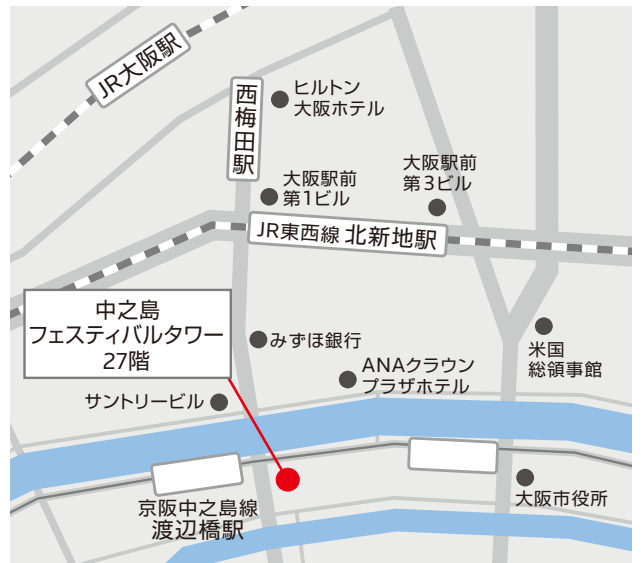 JR大阪駅
西梅田駅
ヒルトン
大阪ホテル
大阪駅前
第1ビル
大阪駅前
第3ビル
JR東西線 北新地駅
中之島
フェスティバルタワー
27階
みずほ銀行
米国
総領事館
ANAクラウン
プラザホテル
サントリービル
京阪中之島線
渡辺橋駅
大阪市役所